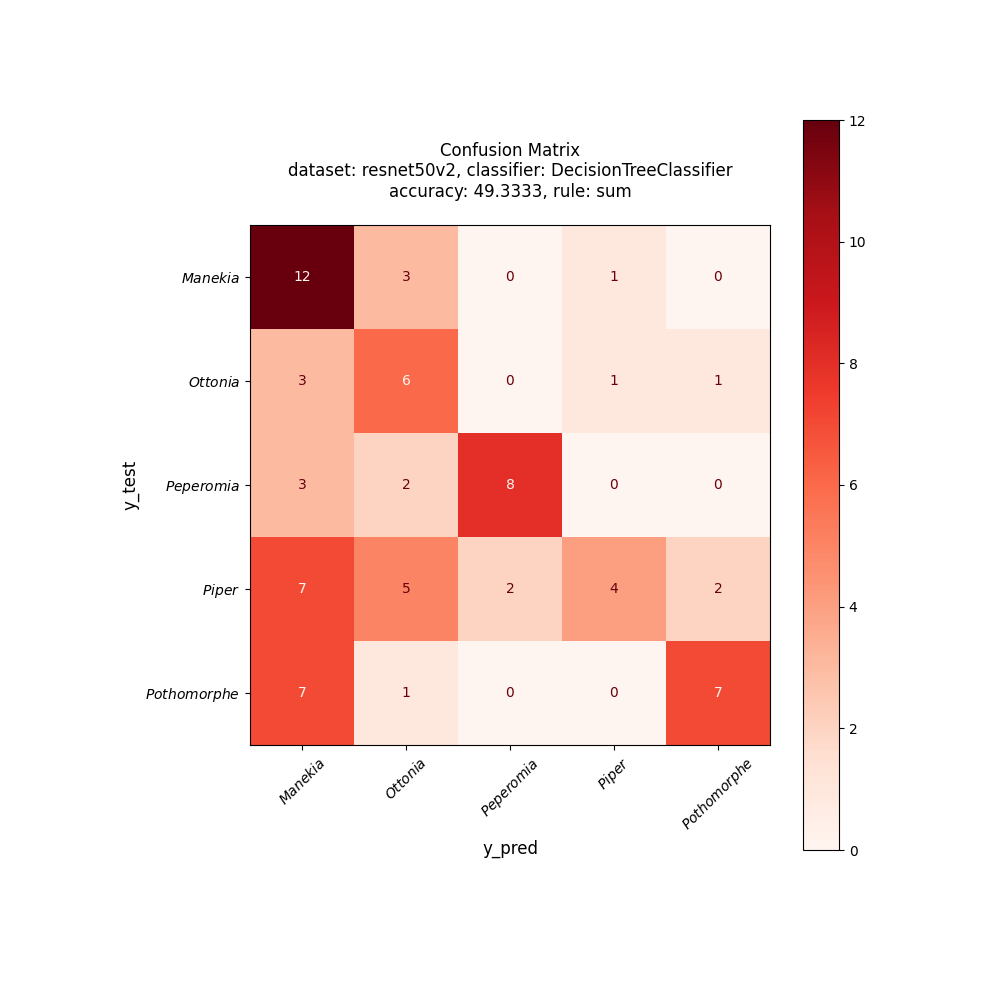 Confusion Matrix
dataset: resnet50v2, classifier: DecisionTreeClassifier
accuracy: 49.3333, rule: sum
Manekia 12 3 0 1 0
Ottonia 3 6 0 1 1
Peperomia 3 2 8 0 0
Piper 7 5 2 4 2
Pothomorphe 7 1 0 0 7
Manekia Ottonia Peperomia Piper Pothomorphe
y_test
y_pred
12
10
8
6
4
2
0